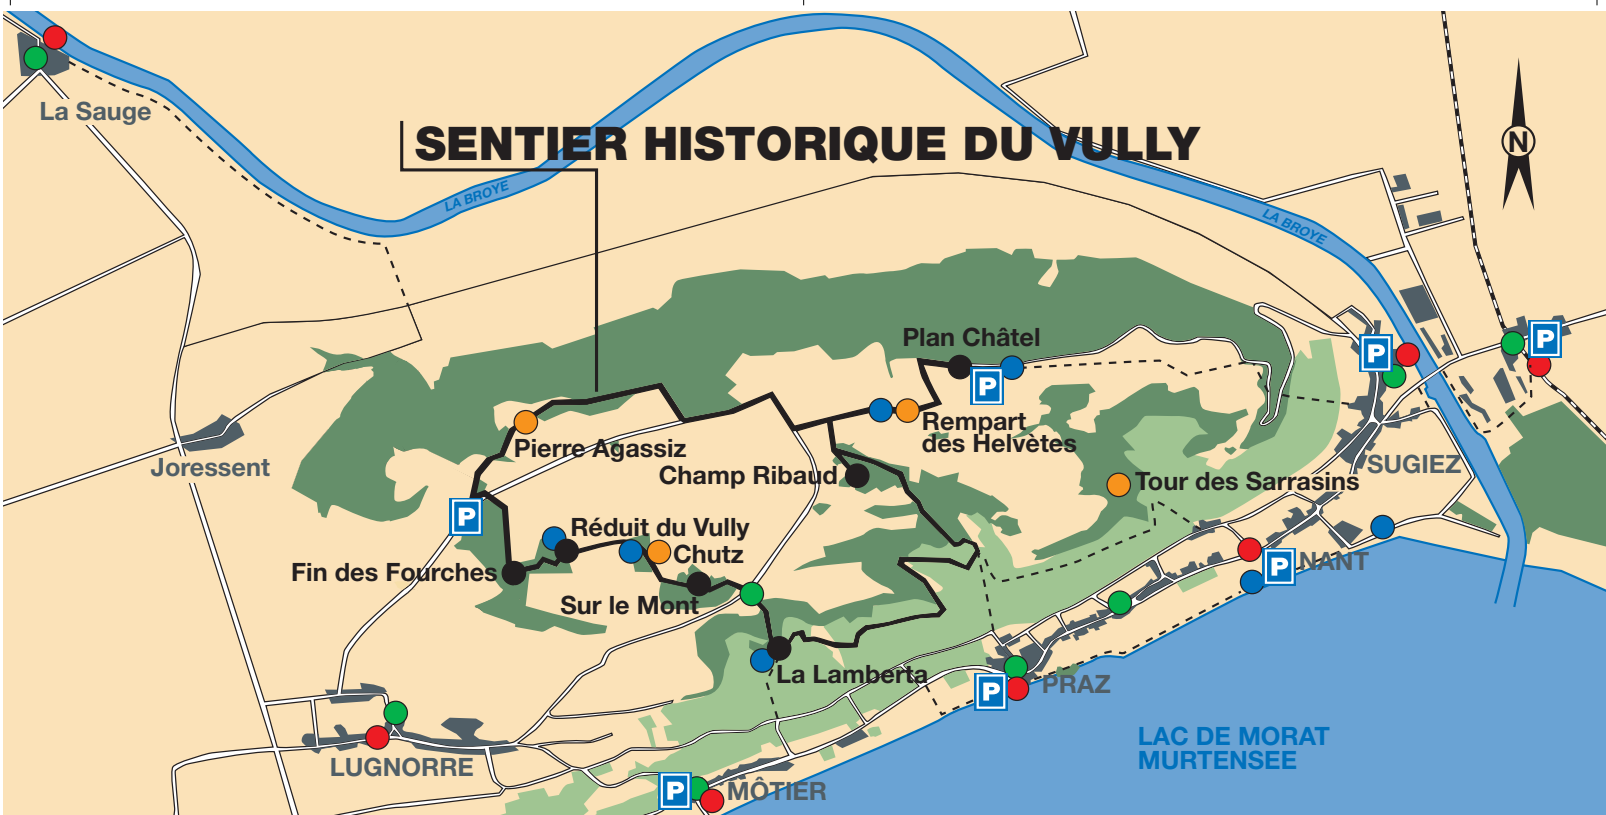 La Sauge
SENTIER HISTORIQUE DU VULLY
N
LA BROYE
LA BROYE
Plan Châtel
P
P
P
Rempart
des Helvètes
Pierre Agassiz
Joressent
Champ Ribaud
SUGIEZ
Tour des Sarrasins
P
Réduit du Vully
Chutz
NANT
P
Fin des Fourches
Sur le Mont
La Lamberta
PRAZ
P
LUGNORRE
LAC DE MORAT
MURTENSEE
P
MÔTIER